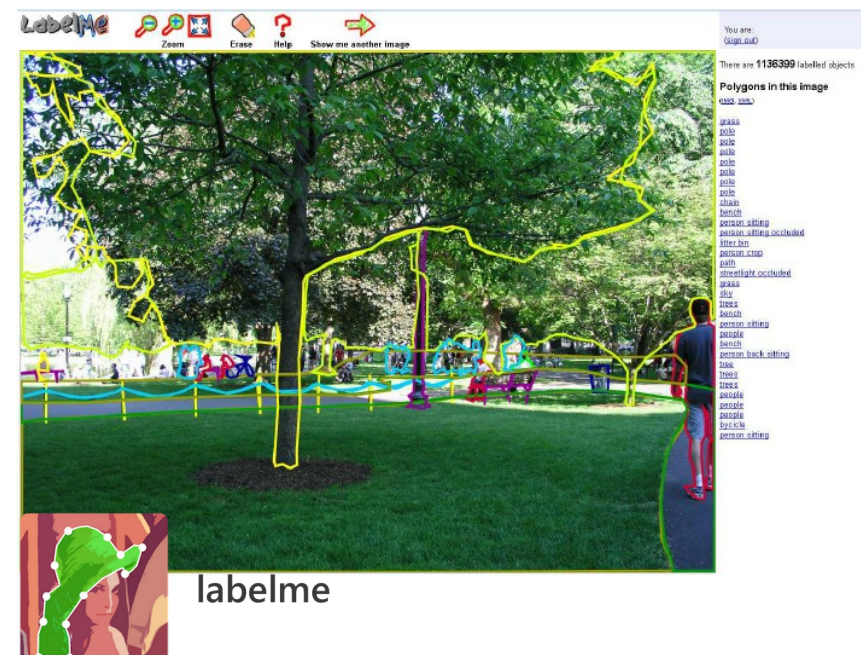 LabelMe
Zoom
Erase
Help
Show me another image
You are:
(sign out)
There are 1136399 labelled objects
Polygons in this image
(IMG, XML)
grass
pole
pole
pole
pole
pole
pole
pole
chain
bench
person sitting
person sitting occluded
litter bin
person crop
path
streetlight occluded
grass
sky
trees
bench
person sitting
people
bench
person back sitting
tree
trees
trees
people
people
people
bycicle
person sitting
labelme